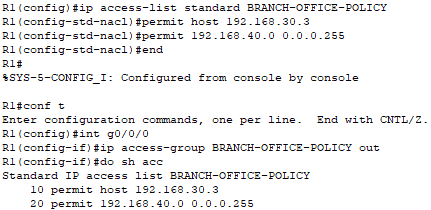 R1(config)#ip access-list standard BRANCH-OFFICE-POLICY
R1(config-std-nacl)#permit host 192.168.30.3
R1(config-std-nacl)#permit 192.168.40.0 0.0.0.255
R1(config-std-nacl)#end
R1#
%SYS-5-CONFIG_I: Configured from console by console
R1#conf t
Enter configuration commands, one per line.  End with CNTL/Z.
R1(config)#int g0/0/0
R1(config-if)#ip access-group BRANCH-OFFICE-POLICY out
R1(config-if)#do sh acc
Standard IP access list BRANCH-OFFICE-POLICY
    10 permit host 192.168.30.3
    20 permit 192.168.40.0 0.0.0.255